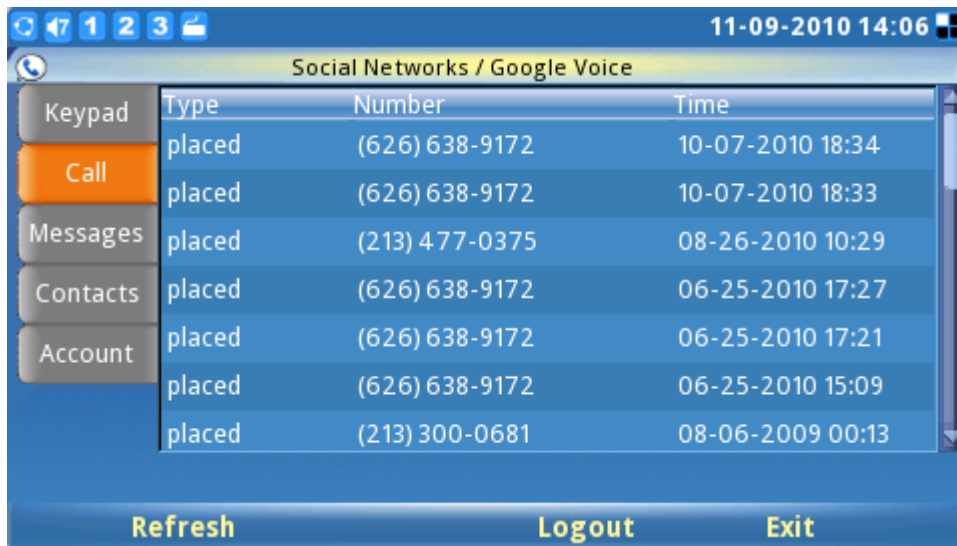 7 1 2 3 11-09-2010 14:06
Social Networks / Google Voice
Keypad
Call
Messages
Contacts
Account
Type Number Time
placed (626) 638-9172 10-07-2010 18:34
placed (626) 638-9172 10-07-2010 18:33
placed (213) 477-0375 08-26-2010 10:29
placed (626) 638-9172 06-25-2010 17:27
placed (626) 638-9172 06-25-2010 17:21
placed (626) 638-9172 06-25-2010 15:09
placed (213) 300-0681 08-06-2009 00:13
Refresh Logout Exit